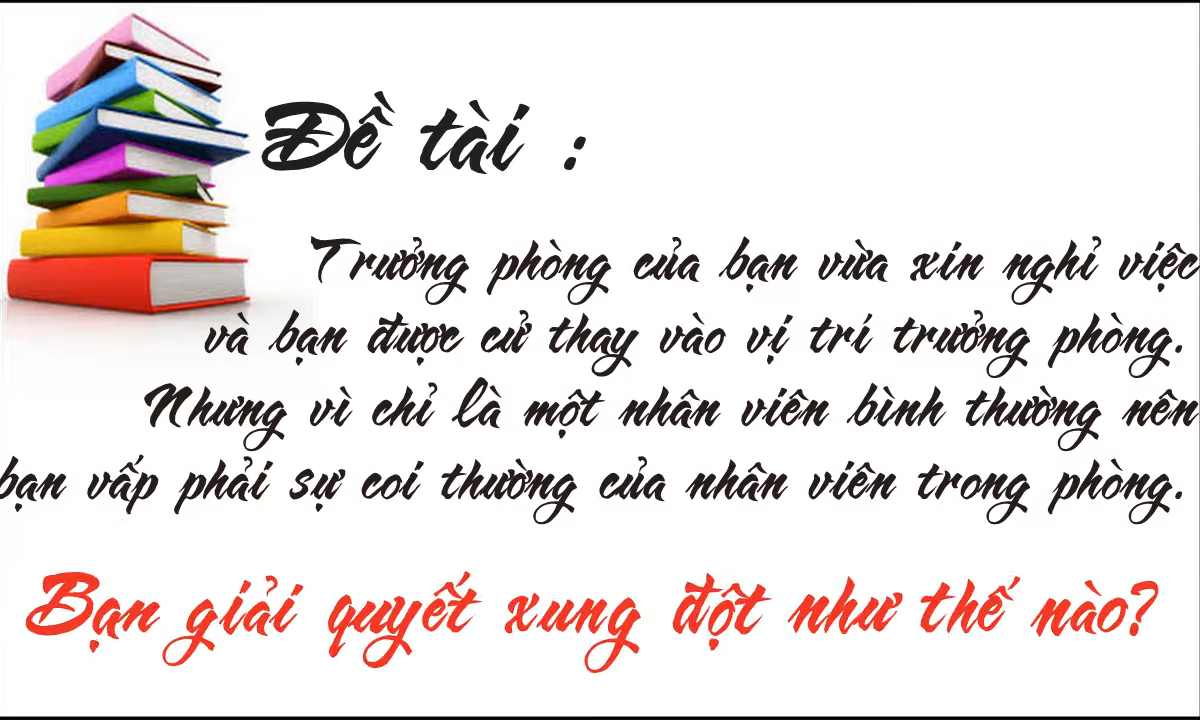 Đề tài :
Trưởng phòng của bạn vừa xin nghỉ việc
và bạn được cử thay vào vị trí trưởng phòng.
Nhưng vì chỉ là một nhân viên bình thường nên
bạn vấp phải sự coi thường của nhân viên trong phòng.
Bạn giải quyết xung đột như thế nào?